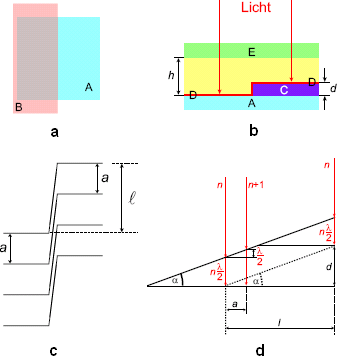 A
B
a
Licht
E
h
D
D
C
d
A
b
a
ℓ
a
c
n
n
n+1
n λ/2
λ/2
n λ/2
d
α
α
a
l
d